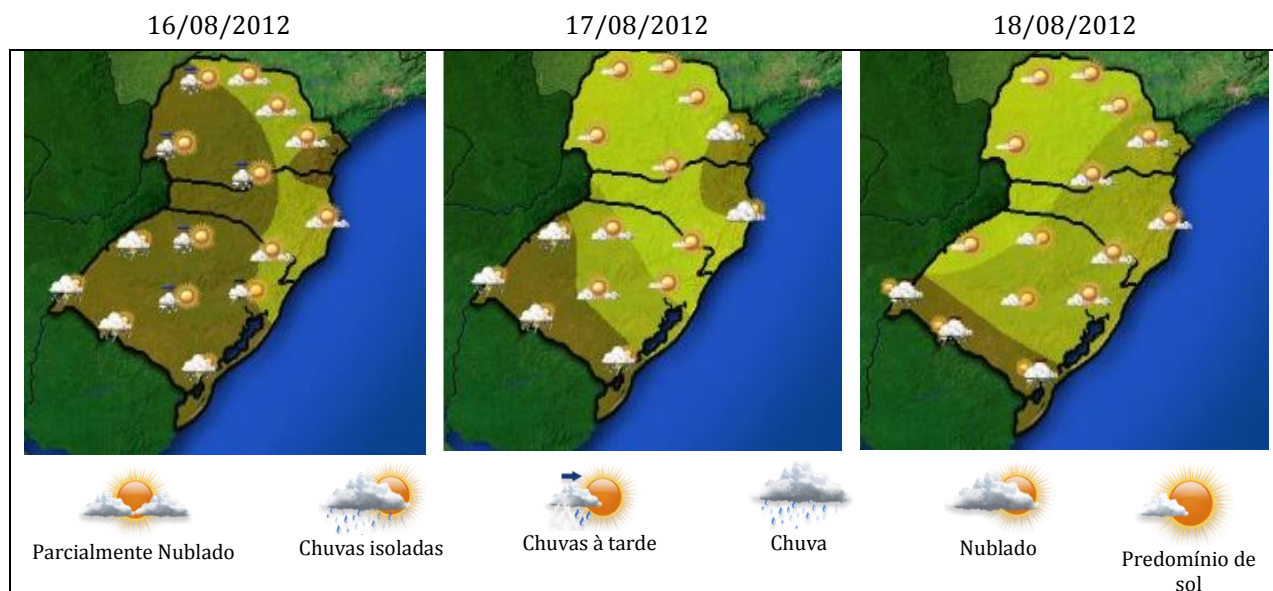 16/08/2012
17/08/2012
18/08/2012
Parcialmente Nublado
Chuvas isoladas
Chuvas à tarde
Chuva
Nublado
Predomínio de
sol